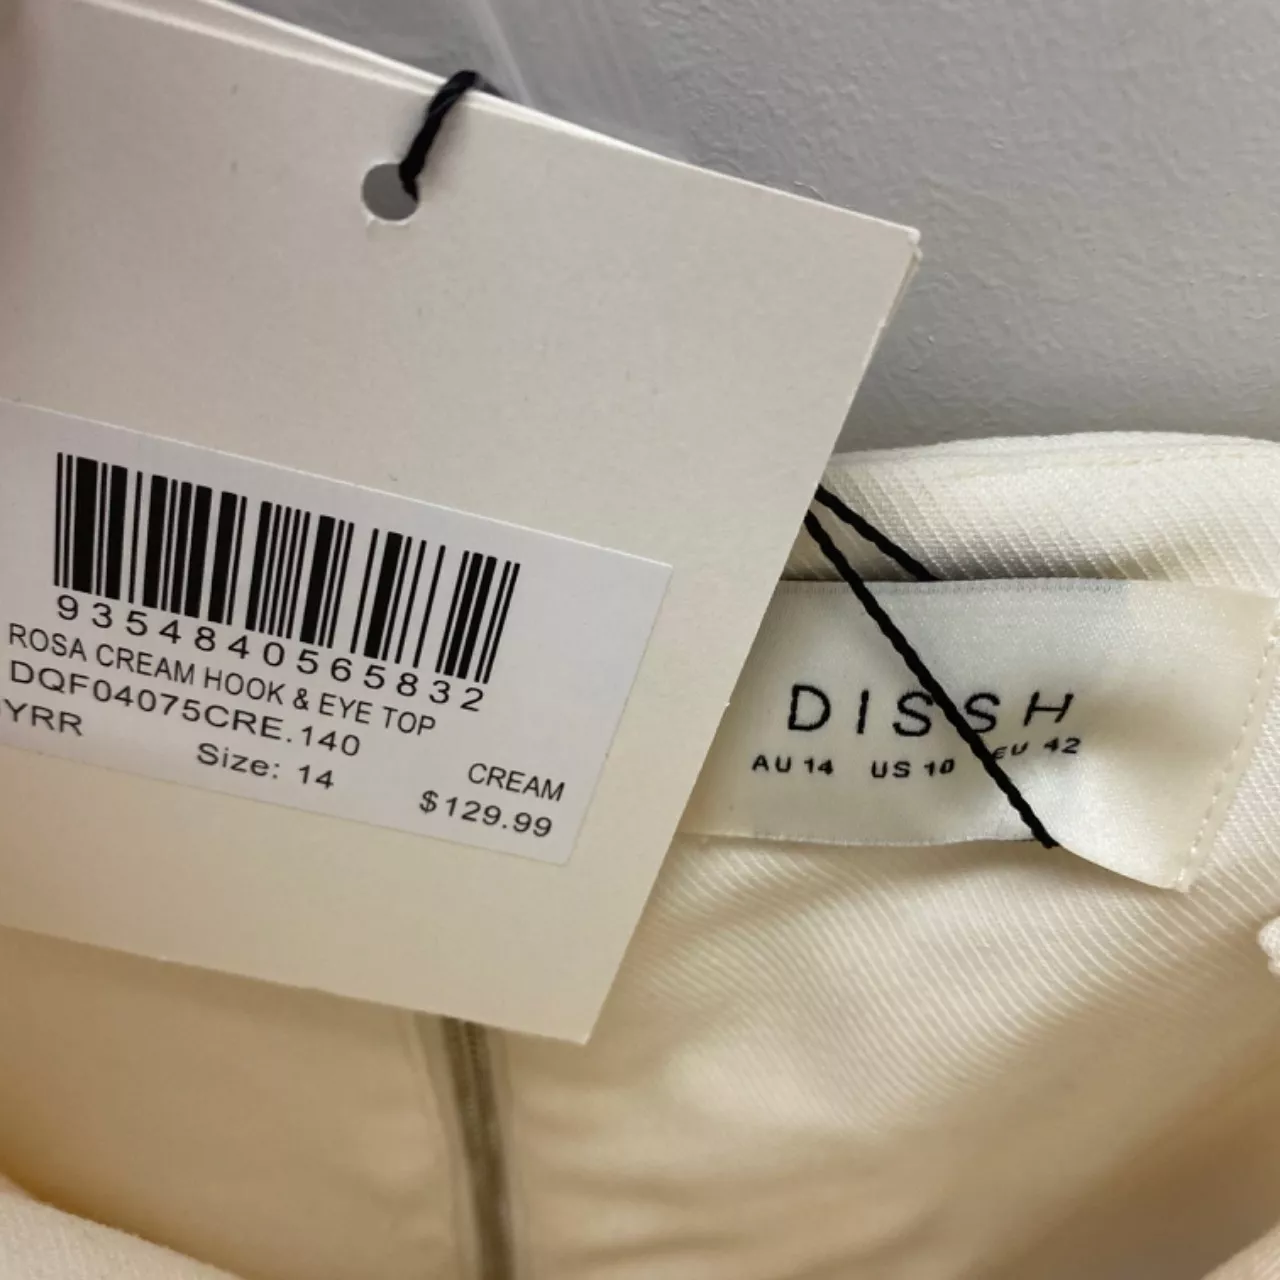 9354840565832
ROSA CREAM HOOK & EYE TOP
DQF04075CRE.140
YRR
Size: 14
CREAM
$129.99
DISSH
AU 14 US 10 EU 42